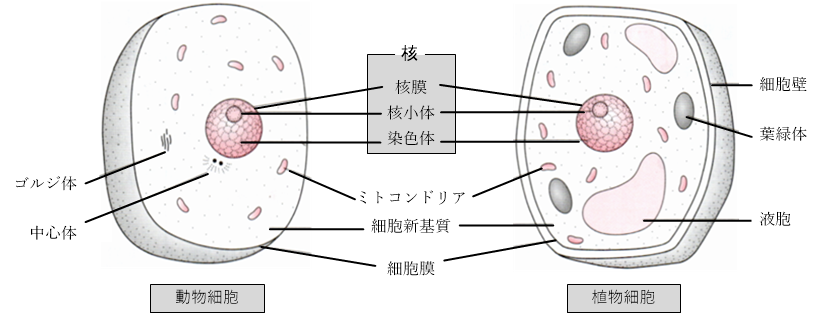 核
核膜
核小体
染色体
細胞壁
葉緑体
ゴルジ体
ミトコンドリア
中心体
細胞新基質
液胞
細胞膜
動物細胞
植物細胞